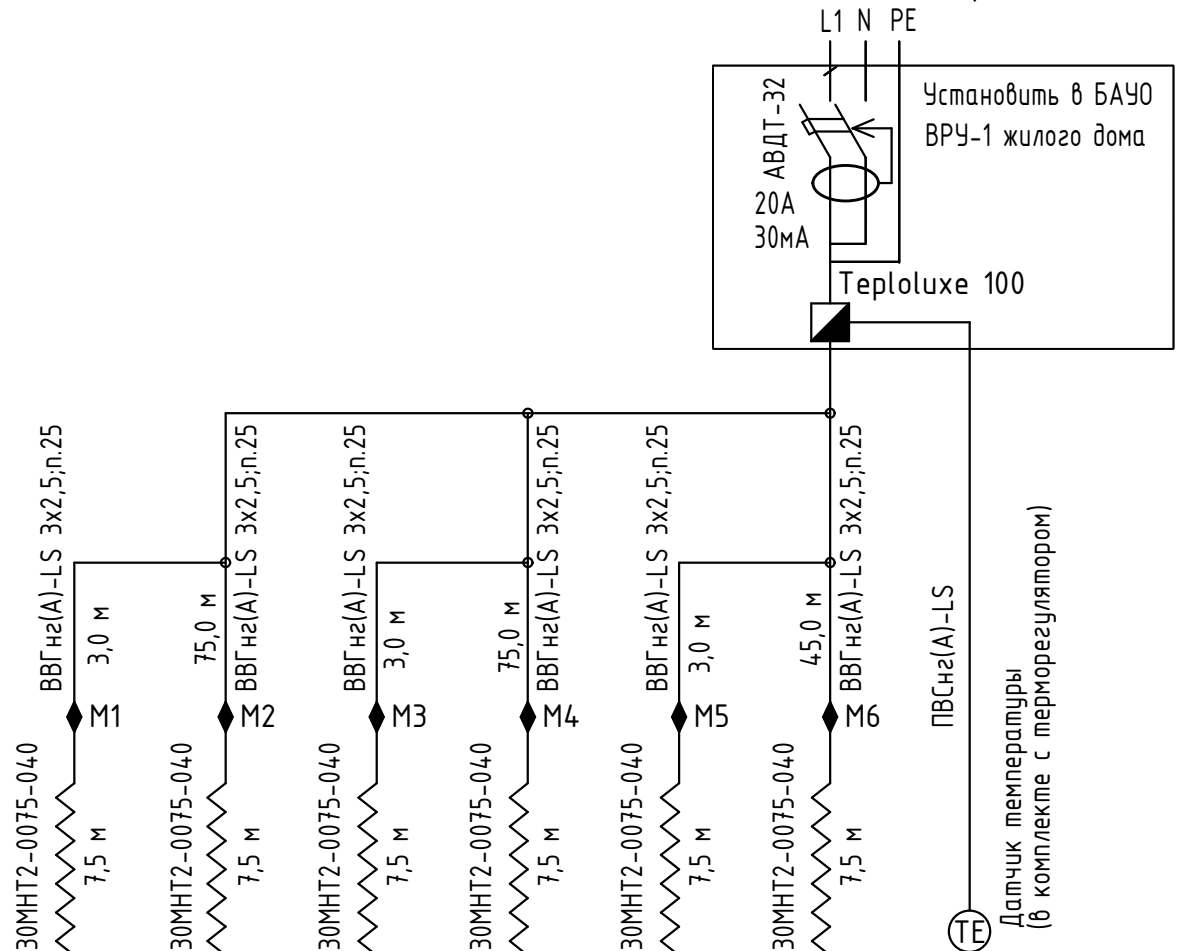 L1 N PE
Установить в БАУО
ВРУ-1 жилого дома
АВДТ-32
20А
30мА
Teploluxe 100
ВВГнг(А)-LS 3х2,5;п.25
3,0 м
75,0 м
ВВГнг(А)-LS 3х2,5;п.25
ВВГнг(А)-LS 3х2,5;п.25
3,0 м
75,0 м
ВВГнг(А)-LS 3х2,5;п.25
ВВГнг(А)-LS 3х2,5;п.25
3,0 м
45,0 м
ВВГнг(А)-LS 3х2,5;п.25
ПВСнг(А)-LS
Датчик температуры
(в комплекте с терморегулятором)
М1
М2
М3
М4
М5
М6
30МНТ2-0075-040
7,5 м
30МНТ2-0075-040
7,5 м
30МНТ2-0075-040
7,5 м
30МНТ2-0075-040
7,5 м
30МНТ2-0075-040
7,5 м
30МНТ2-0075-040
7,5 м
TE